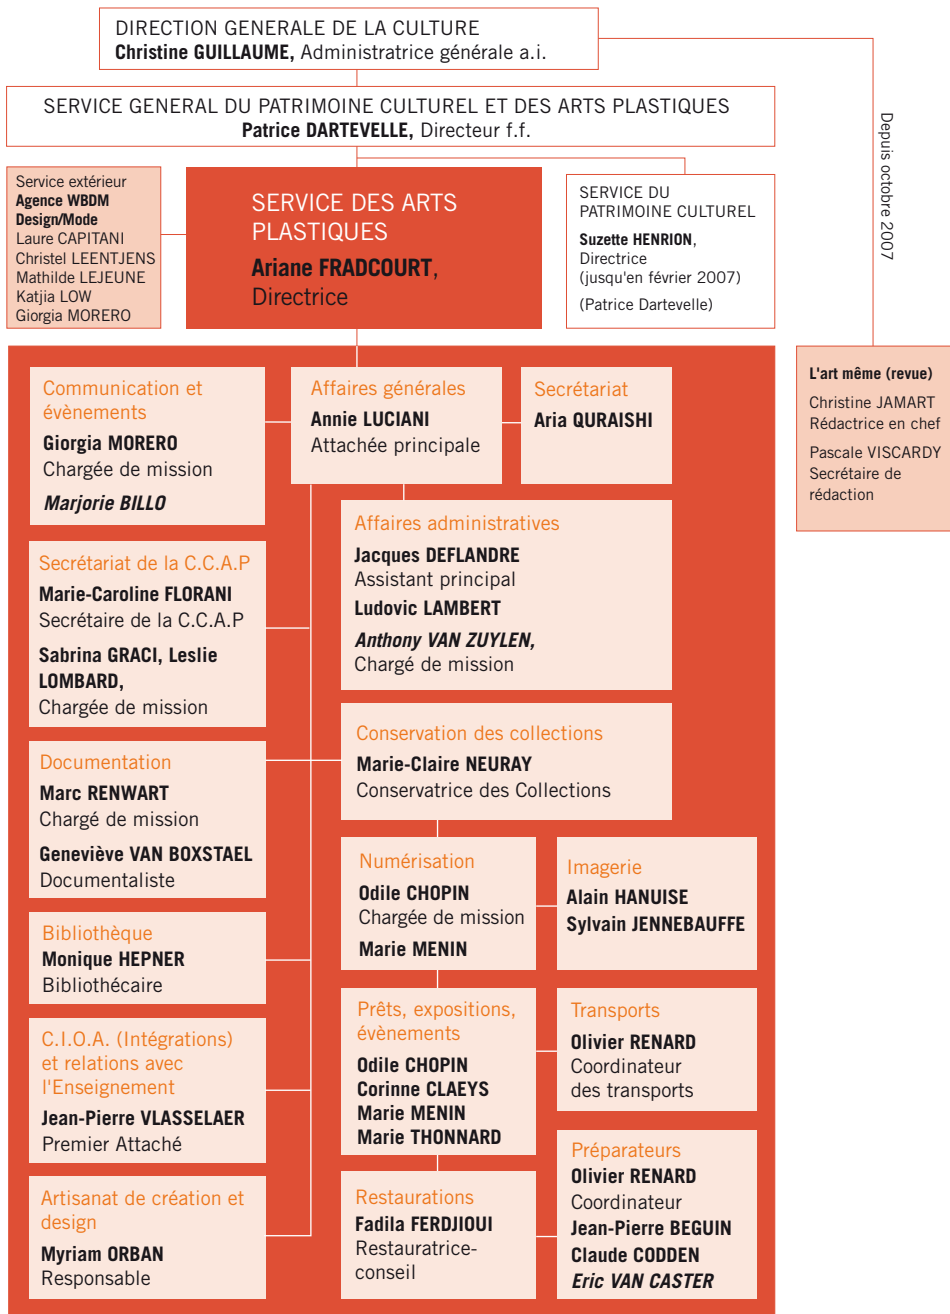 DIRECTION GENERALE DE LA CULTURE
Christine GUILLAUME, Administratrice générale a.i.
SERVICE GENERAL DU PATRIMOINE CULTUREL ET DES ARTS PLASTIQUES
Patrice DARTEVELLE, Directeur f.f.
Depuis octobre 2007
Service extérieur
Agence WBDM
Design/Mode
Laure CAPITANI
Christel LEENTJENS
Mathilde LEJEUNE
Katjia LOW
Giorgia MORERO
SERVICE DES ARTS
PLASTIQUES
Ariane FRADCOURT,
Directrice
SERVICE DU
PATRIMOINE CULTUREL
Suzette HENRION,
Directrice
(jusqu'en février 2007)
(Patrice Dartevelle)
L'art même (revue)
Christine JAMART
Rédactrice en chef
Pascale VISCARDY
Secrétaire de
rédaction
Communication et
évènements
Giorgia MORERO
Chargée de mission
Marjorie BILLO
Affaires générales
Annie LUCIANI
Attachée principale
Secrétariat
Aria QURAISHI
Affaires administratives
Jacques DEFLANDRE
Assistant principal
Ludovic LAMBERT
Anthony VAN ZUYLEN,
Chargé de mission
Secrétariat de la C.C.A.P
Marie-Caroline FLORANI
Secrétaire de la C.C.A.P
Sabrina GRACI, Leslie
LOMBARD,
Chargée de mission
Conservation des collections
Marie-Claire NEURAY
Conservatrice des Collections
Documentation
Marc RENWART
Chargé de mission
Geneviève VAN BOXSTAEL
Documentaliste
Numérisation
Odile CHOPIN
Chargée de mission
Marie MENIN
Imagerie
Alain HANUISE
Sylvain JENNEBAUFFE
Bibliothèque
Monique HEPNER
Bibliothécaire
Prêts, expositions,
évènements
Odile CHOPIN
Corinne CLAEYS
Marie MENIN
Marie THONNARD
Transports
Olivier RENARD
Coordinateur
des transports
C.I.O.A. (Intégrations)
et relations avec
l'Enseignement
Jean-Pierre VLASSELAER
Premier Attaché
Restaurations
Fadila FERDJIOUI
Restauratrice-
conseil
Préparateurs
Olivier RENARD
Coordinateur
Jean-Pierre BEGUIN
Claude CODDEN
Eric VAN CASTER
Artisanat de création et
design
Myriam ORBAN
Responsable